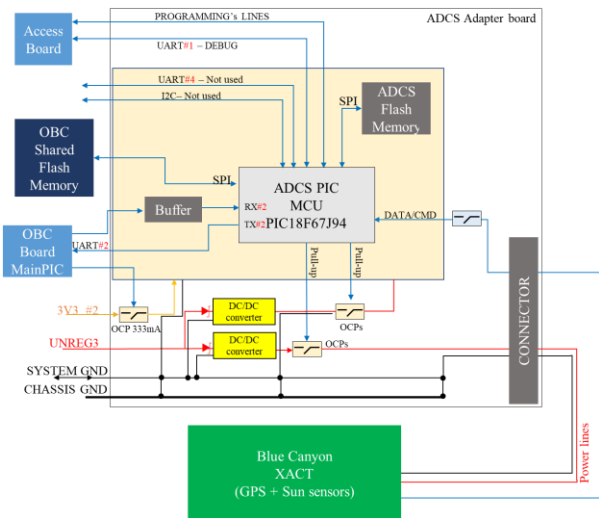 PROGRAMMING's LINES
ADCS Adapter board
Access
Board
UART#1 – DEBUG
UART#4 – Not used
I2C– Not used
SPI
ADCS
Flash
Memory
OBC
Shared
Flash
Memory
SPI
ADCS PIC
MCU
PIC18F67J94
RX#2
TX#2
Buffer
DATA/CMD
OBC
Board
MainPIC
UART#2
Pull-up
Pull-up
CONNECTOR
3V3 #2
OCP 333mA
DC/DC
converter
OCPs
UNREG3
DC/DC
converter
OCPs
SYSTEM GND
CHASSIS GND
Blue Canyon
XACT
(GPS + Sun sensors)
Power lines